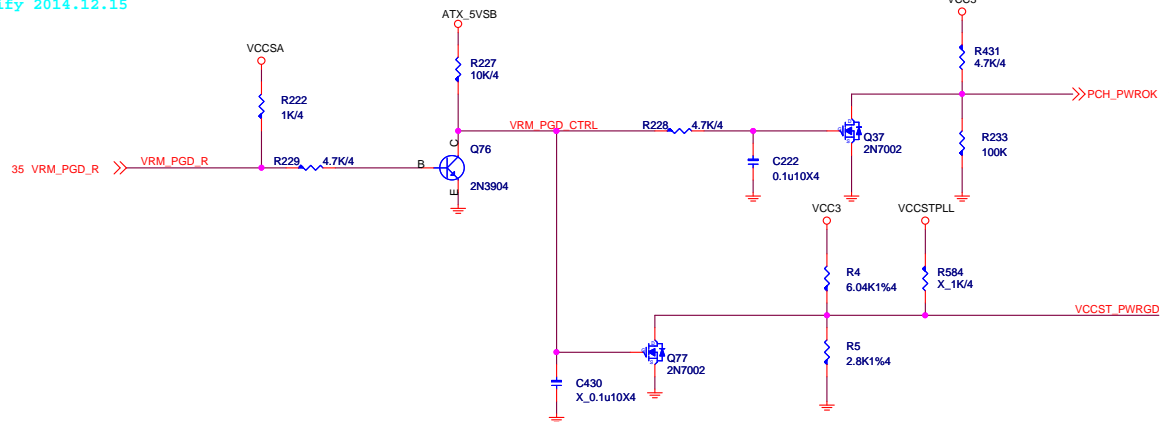 ify 2014.12.15
ATX_5VSB
VCCSA
R222
1K/4
R227
10K/4
R431
4.7K/4
PCH_PWROK
VRM_PGD_CTRL
R228
4.7K/4
Q37
2N7002
R233
100K
C222
0.1u10X4
35 VRM_PGD_R
VRM_PGD_R
R229
4.7K/4
B
C
E
Q76
2N3904
VCC3
VCCSTPLL
R4
6.04K1%4
R584
X_1K/4
VCCST_PWRGD
R5
2.8K1%4
Q77
2N7002
C430
X_0.1u10X4